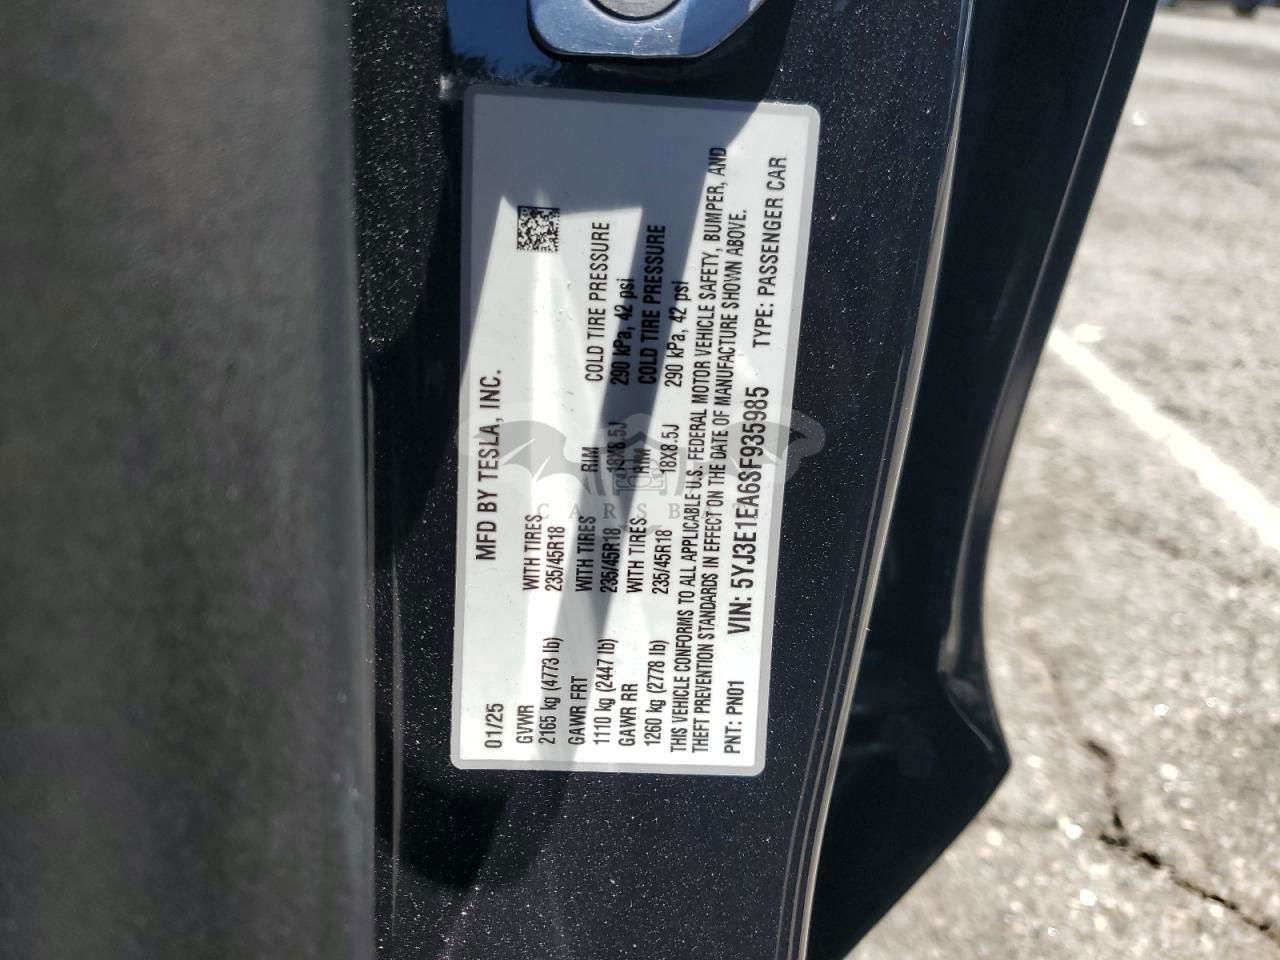 MFD BY TESLA, INC.
01/25
GVWR
2165 kg (4773 lb)
WITH TIRES
235/45R18
GAWR FRT
1110 kg (2447 lb)
WITH TIRES
235/45R18
RIM
18X8.5J
COLD TIRE PRESSURE
290 kPa, 42 psi
GAWR RR
1260 kg (2778 lb)
WITH TIRES
235/45R18
RIM
18X8.5J
COLD TIRE PRESSURE
290 kPa, 42 psi
THIS VEHICLE CONFORMS TO ALL APPLICABLE U.S. FEDERAL MOTOR VEHICLE SAFETY, BUMPER, AND
THEFT PREVENTION STANDARDS IN EFFECT ON THE DATE OF MANUFACTURE SHOWN ABOVE.
PNT: PN01 VIN: 5YJ3E1EA6SF935985 TYPE: PASSENGER CAR
CARSBAT